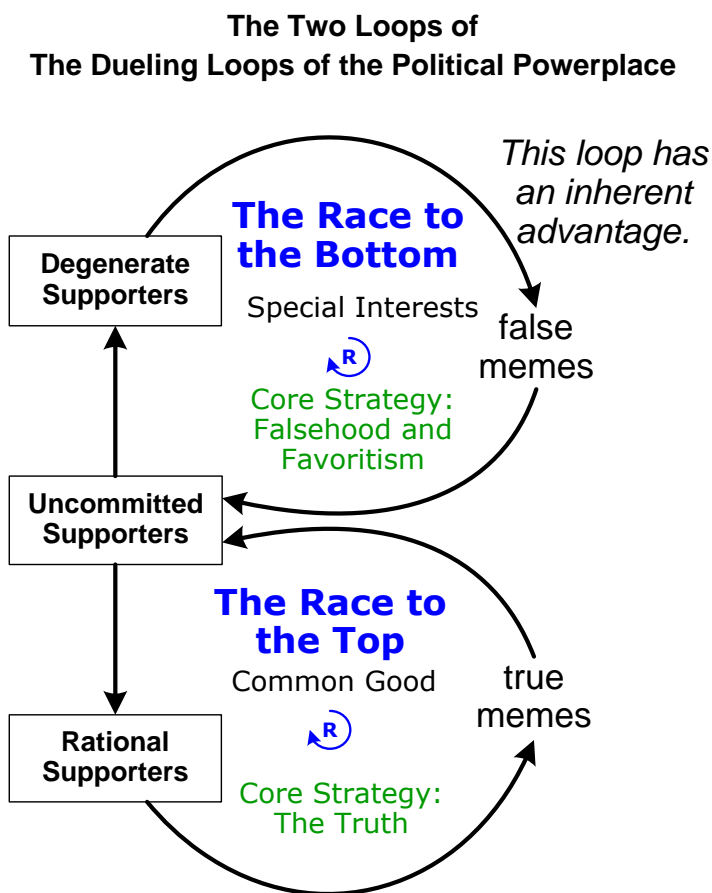 The Two Loops of
The Dueling Loops of the Political Powerplace
This loop has
an inherent
advantage.
The Race to
the Bottom
Degenerate
Supporters
Special Interests
false
memes
R
Core Strategy:
Falsehood and
Favoritism
Uncommitted
Supporters
The Race to
the Top
Common Good
true
memes
R
Rational
Supporters
Core Strategy:
The Truth